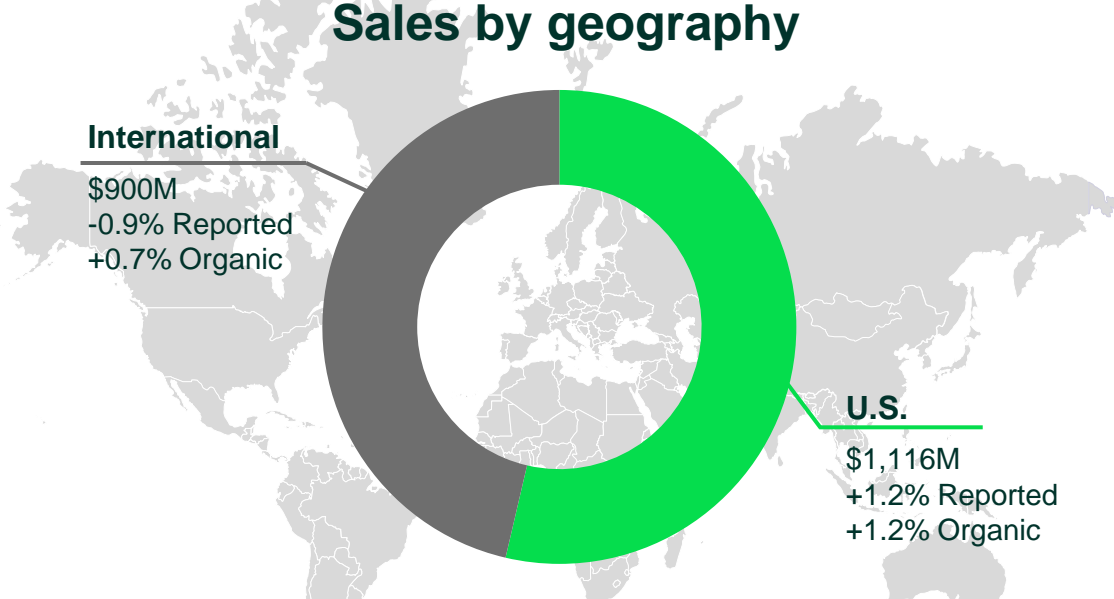 Sales by geography
International
$900M
-0.9% Reported
+0.7% Organic
U.S.
$1,116M
+1.2% Reported
+1.2% Organic